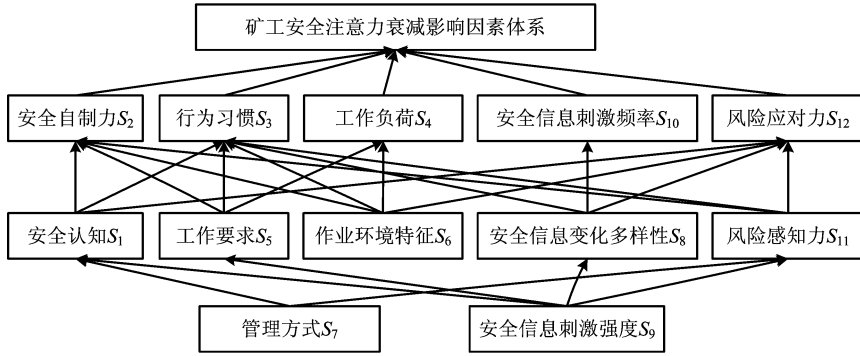 矿工安全注意力衰减影响因素体系
安全自制力S2 行为习惯S3 工作负荷S4 安全信息刺激频率S10 风险应对力S12
安全认知S1 工作要求S5 作业环境特征S6 安全信息变化多样性S8 风险感知力S11
管理方式S7 安全信息刺激强度S9